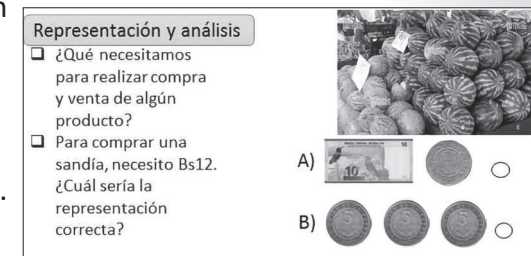 Representación y análisis
¿Qué necesitamos
para realizar compra
y venta de algún
producto?
Para comprar una
sandía, necesito Bs12.
¿Cuál sería la
representación
correcta?
A)
10
10
B)
5
5
5